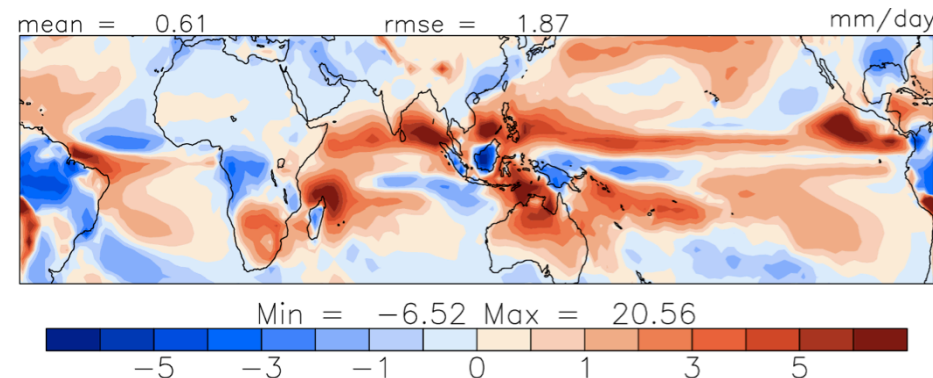 mean = 0.61 rmse = 1.87 mm/day
Min = −6.52 Max = 20.56
−5 −3 −1 0 1 3 5